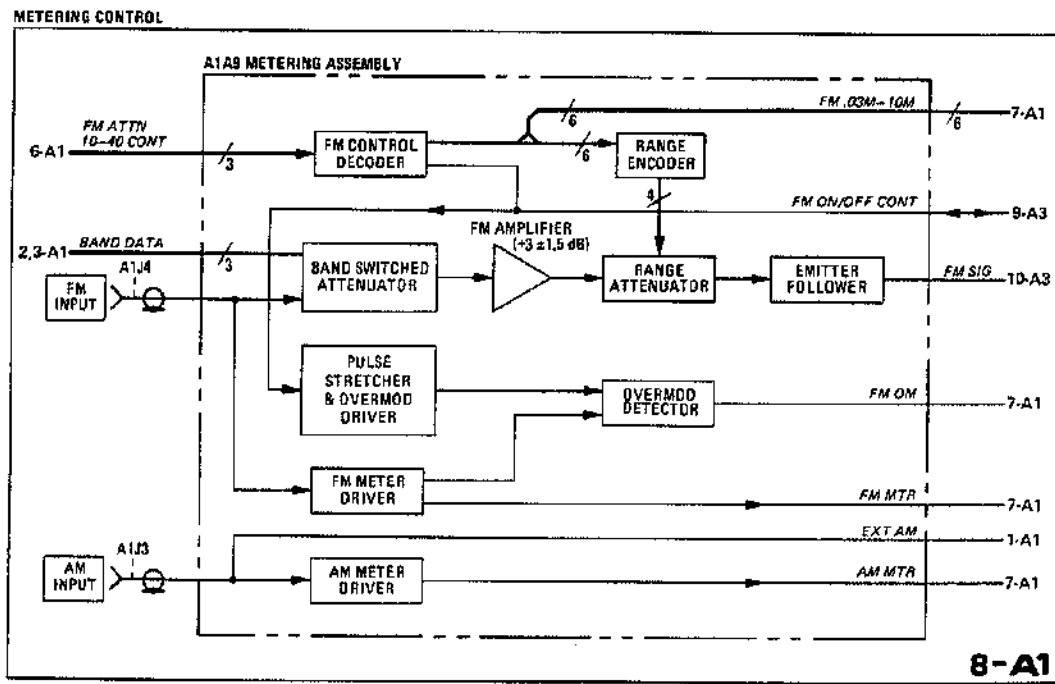 METERING CONTROL
A1A9 METERING ASSEMBLY
FM ATTN
10-40 CONT
6-A1
3
FM CONTROL
DECODER
6
6
RANGE
ENCODER
FM .03M-10M
6
7-A1
4
FM ON/OFF CONT
9-A3
FM AMPLIFIER
(+3 ±1,5 dB)
2,3-A1
BAND DATA
3
A1J4
FM
INPUT
BAND SWITCHED
ATTENUATOR
RANGE
ATTENUATOR
EMITTER
FOLLOWER
FM SIG
10-A3
PULSE
STRETCHER
& OVERMOD
DRIVER
OVERMOD
DETECTOR
FM OM
7-A1
FM METER
DRIVER
FM MTR
7-A1
EXT AM
1-A1
A1J3
AM
INPUT
AM METER
DRIVER
AM MTR
7-A1
8-A1